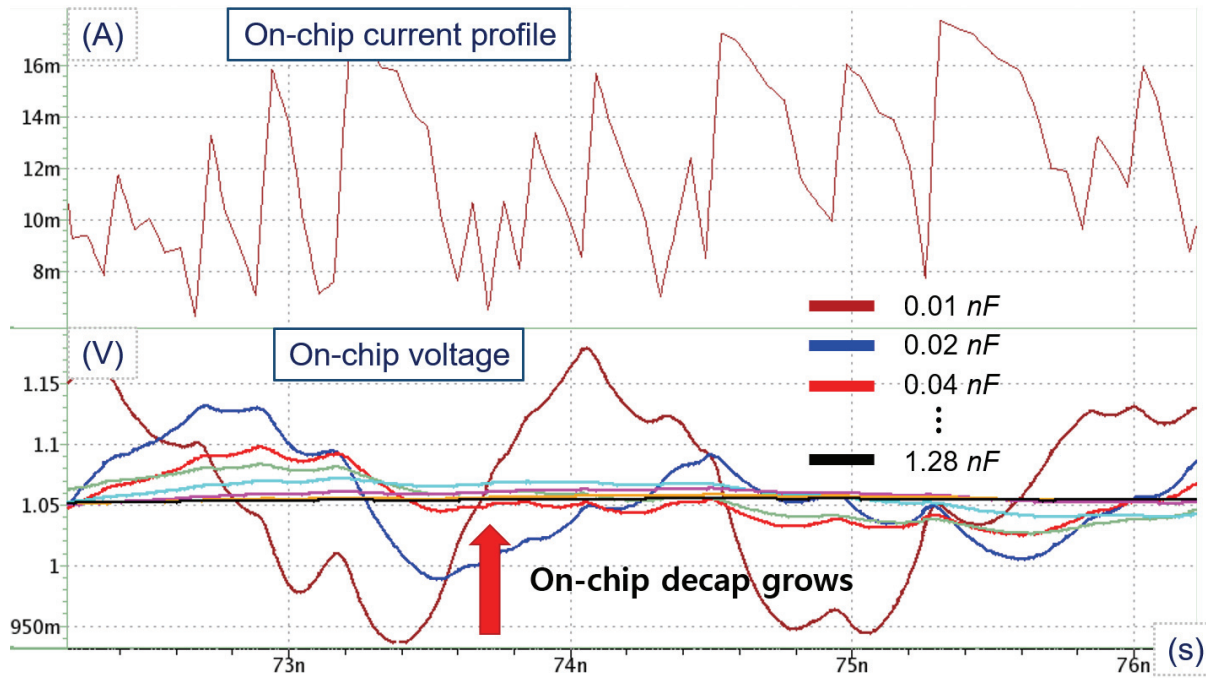 (A)
On-chip current profile
16m
14m
12m
10m
8m
0.01 nF
(V)
On-chip voltage
0.02 nF
1.15
0.04 nF
⋮
1.1
1.28 nF
1.05
1
On-chip decap grows
950m
(s)
73n
74n
75n
76n